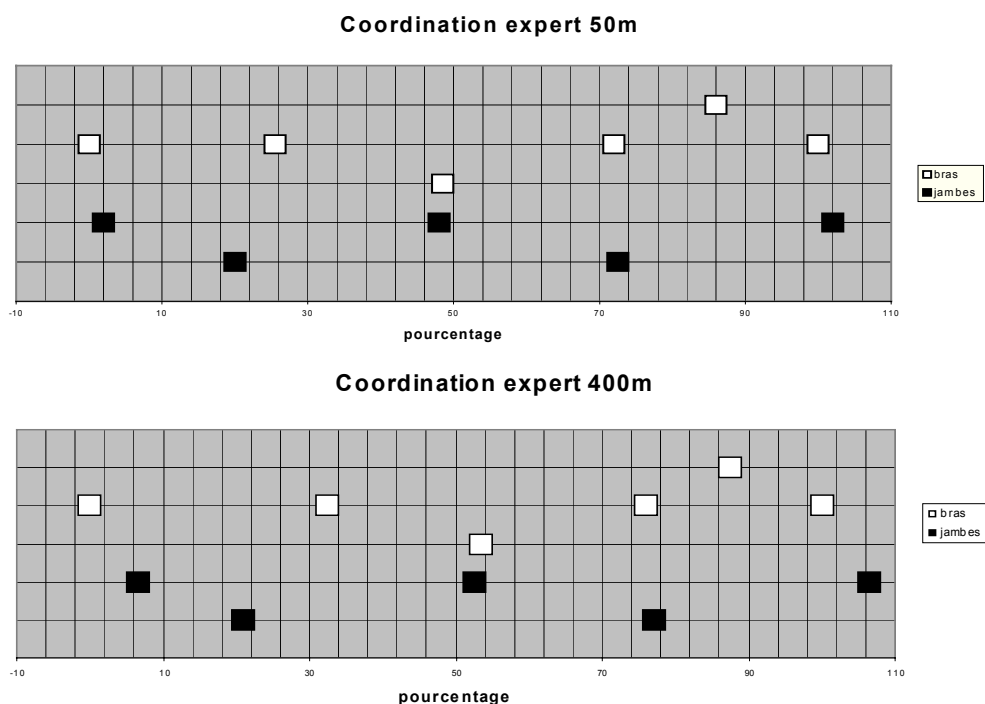 Coordination expert 50m
bras
jambes
-10 10 30 50 70 90 110
pourcentage
Coordination expert 400m
bras
jambes
-10 10 30 50 70 90 110
pourcentage